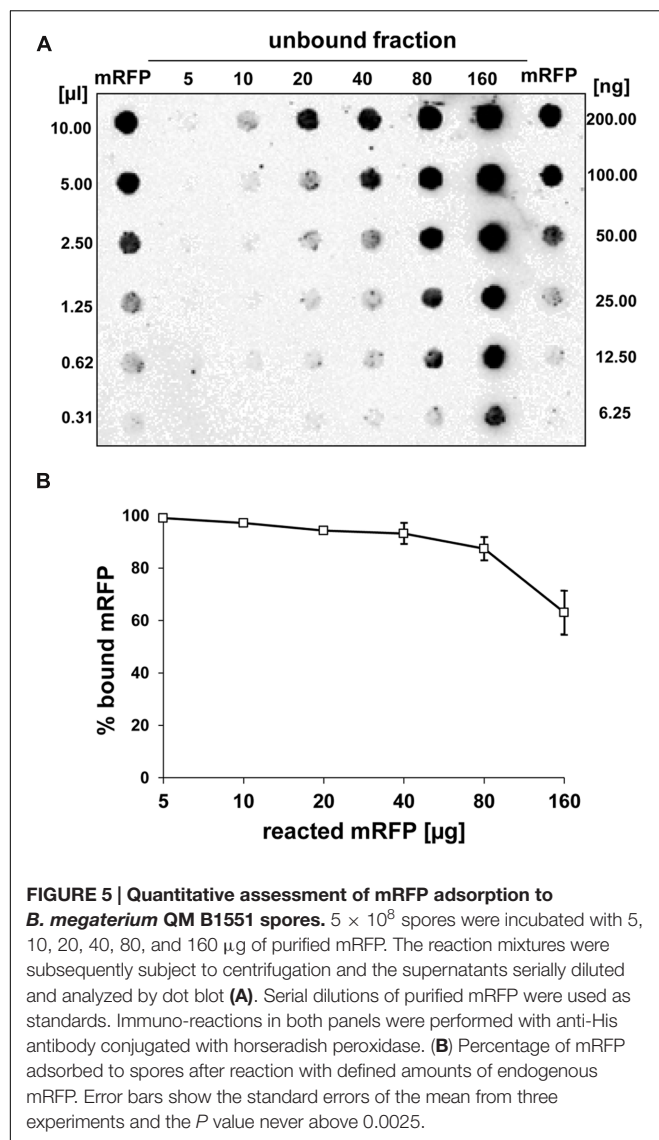 A
unbound fraction
mRFP 5 10 20 40 80 160 mRFP
[µl] [ng]
10.00 200.00
5.00 100.00
2.50 50.00
1.25 25.00
0.62 12.50
0.31 6.25
B
100
80
60
40
20
0
% bound mRFP
5 10 20 40 80 160
reacted mRFP [µg]
FIGURE 5 | Quantitative assessment of mRFP adsorption to
B. megaterium QM B1551 spores. 5 × 10⁸ spores were incubated with 5,
10, 20, 40, 80, and 160 µg of purified mRFP. The reaction mixtures were
subsequently subject to centrifugation and the supernatants serially diluted
and analyzed by dot blot (A). Serial dilutions of purified mRFP were used as
standards. Immuno-reactions in both panels were performed with anti-His
antibody conjugated with horseradish peroxidase. (B) Percentage of mRFP
adsorbed to spores after reaction with defined amounts of endogenous
mRFP. Error bars show the standard errors of the mean from three
experiments and the P value never above 0.0025.